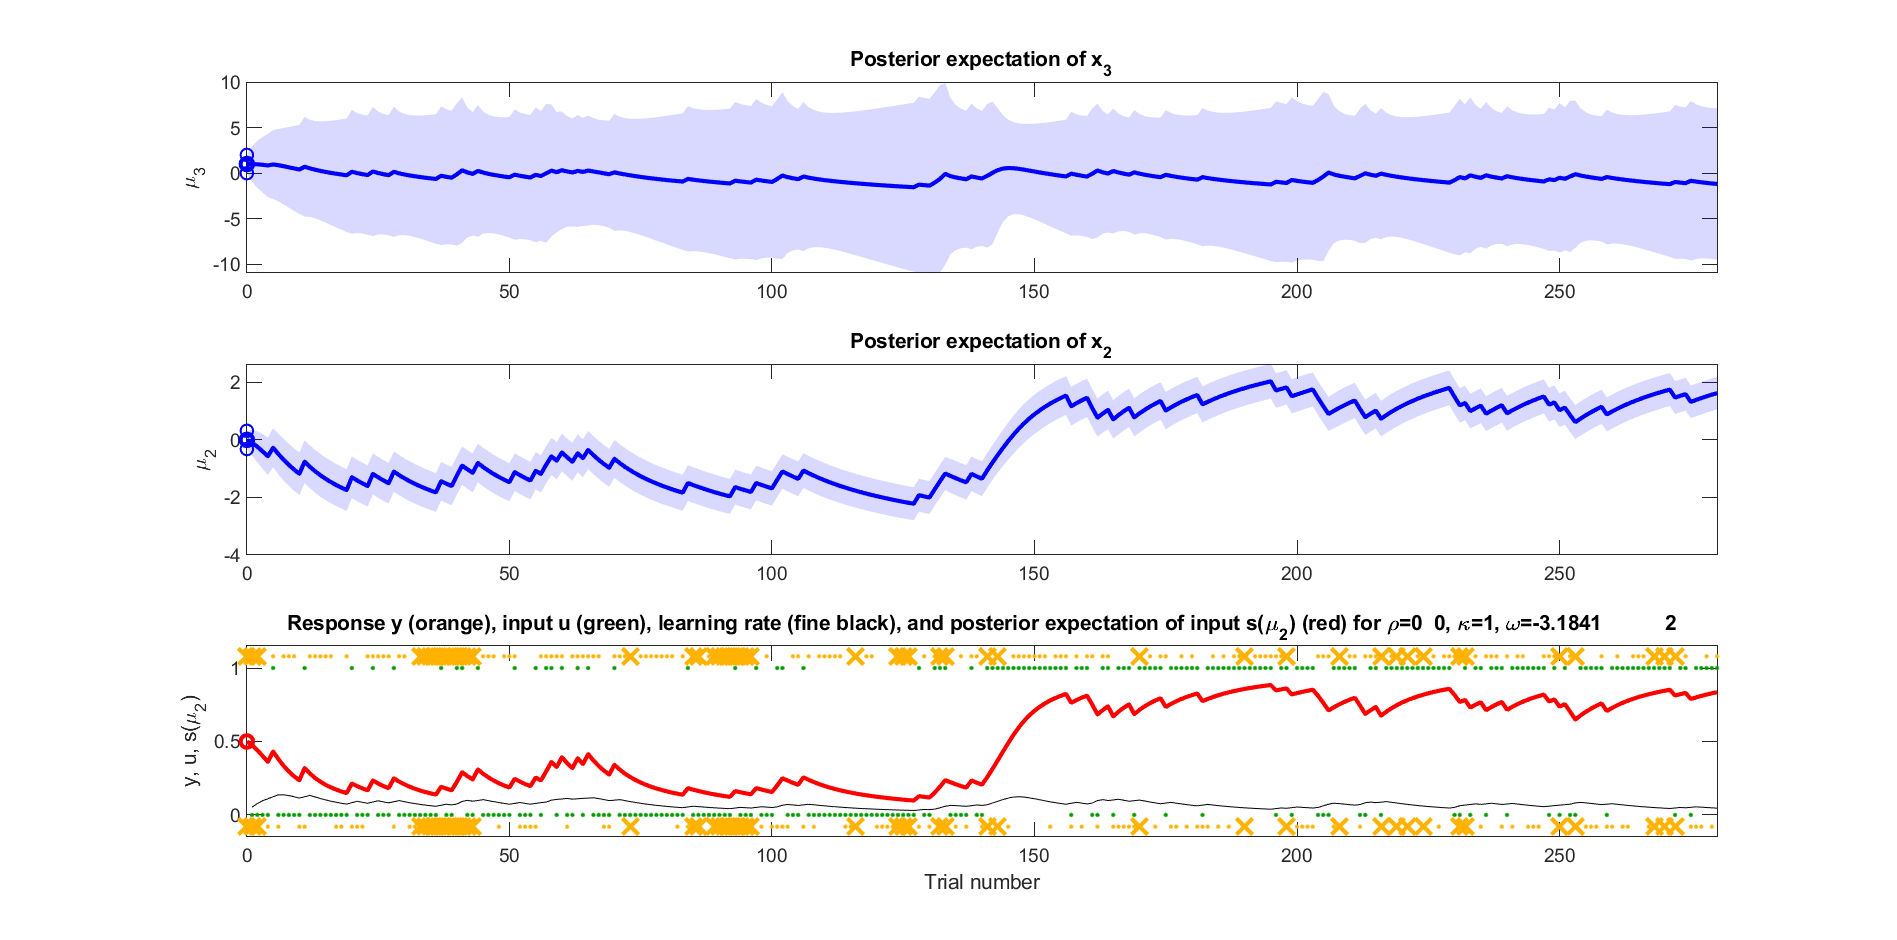 Posterior expectation of x₃
10
5
0
-5
-10
μ₃
0 50 100 150 200 250
Posterior expectation of x₂
2
0
-2
-4
μ₂
0 50 100 150 200 250
Response y (orange), input u (green), learning rate (fine black), and posterior expectation of input s(μ₂) (red) for ρ=0 0, κ=1, ω=-3.1841 2
1
0.5
0
y, u, s(μ₂)
0 50 100 150 200 250
Trial number